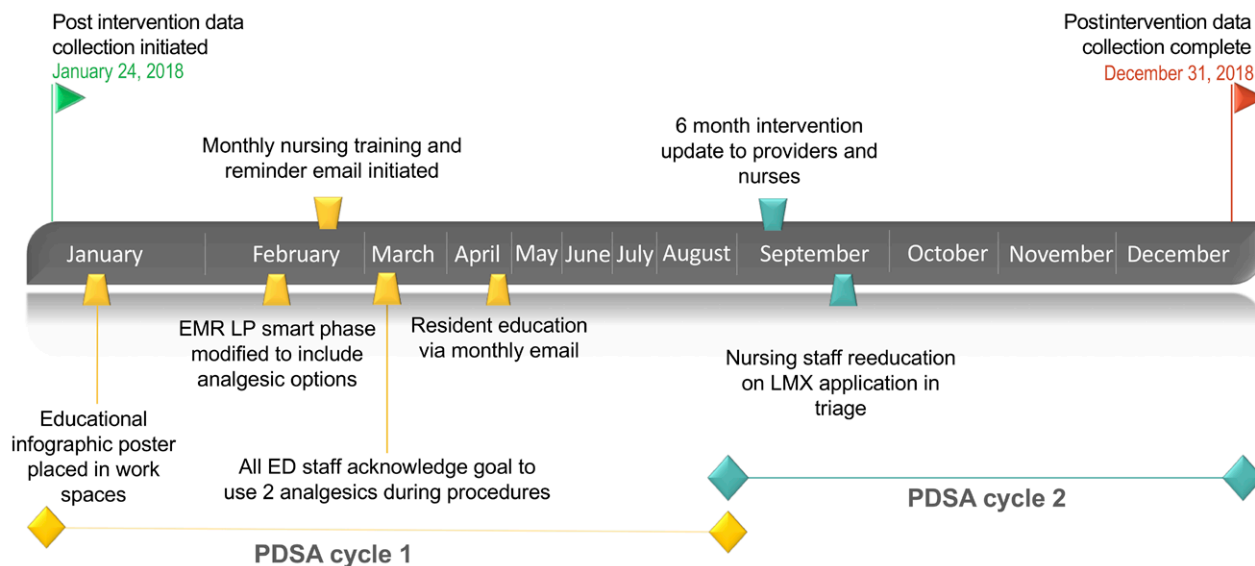 Post intervention data
collection initiated
January 24, 2018
Postintervention data
collection complete
December 31, 2018
Monthly nursing training and
reminder email initiated
6 month intervention
update to providers and
nurses
January February March April May June July August September October November December
EMR LP smart phase
modified to include
analgesic options
Resident education
via monthly email
Nursing staff reeducation
on LMX application in
triage
Educational
infographic poster
placed in work
spaces
All ED staff acknowledge goal to
use 2 analgesics during procedures
PDSA cycle 2
PDSA cycle 1